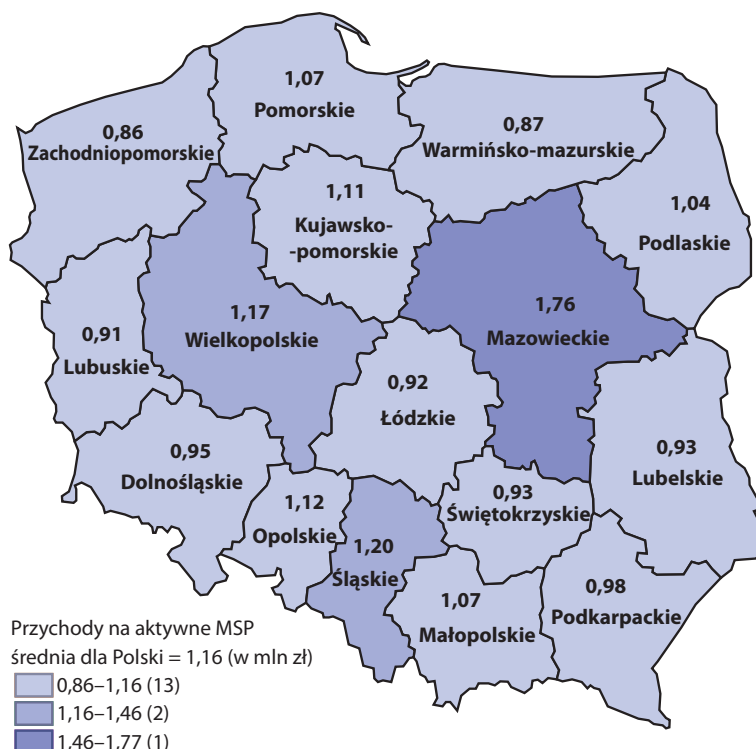 1,07
Pomorskie
0,86
Zachodniopomorskie
0,87
Warmińsko-mazurskie
1,11
Kujawsko-
-pomorskie
1,04
Podlaskie
1,17
Wielkopolskie
1,76
Mazowieckie
0,91
Lubuskie
0,92
Łódzkie
0,95
Dolnośląskie
0,93
Lubelskie
1,12
Opolskie
0,93
Świętokrzyskie
1,20
Śląskie
1,07
Małopolskie
0,98
Podkarpackie
Przychody na aktywne MSP
średnia dla Polski = 1,16 (w mln zł)
0,86–1,16 (13)
1,16–1,46 (2)
1,46–1,77 (1)